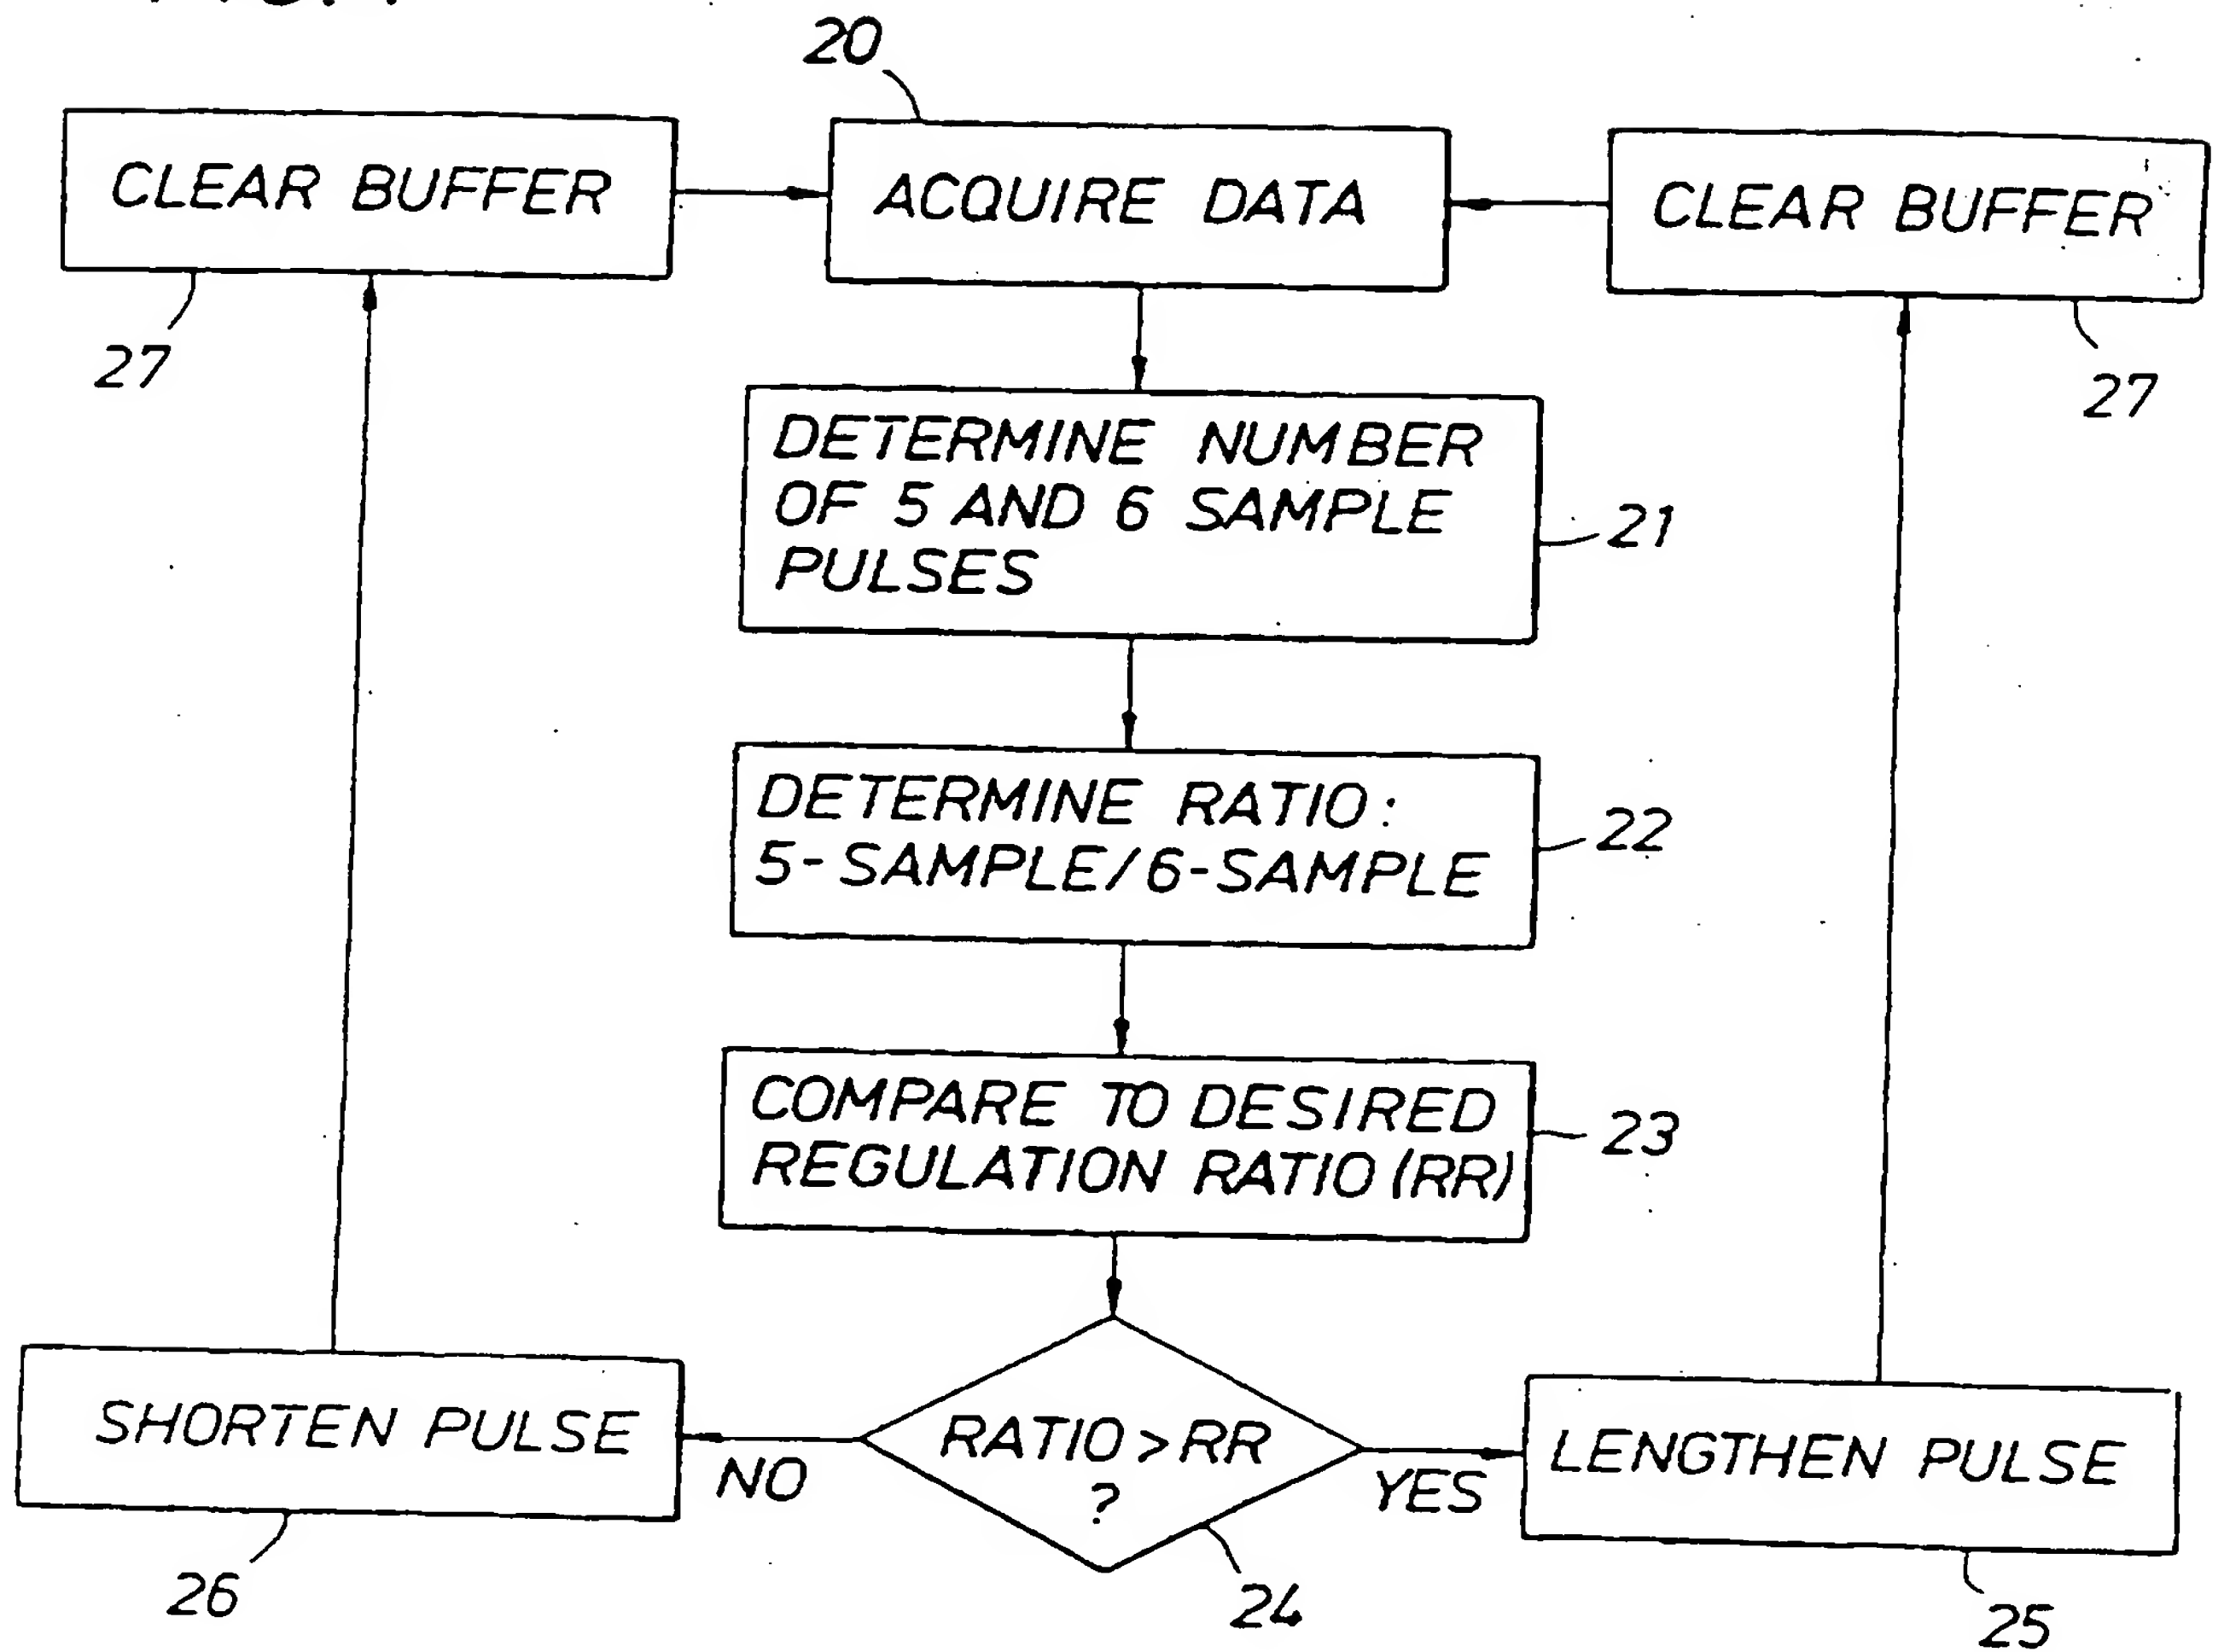 20
CLEAR BUFFER
ACQUIRE DATA
CLEAR BUFFER
27
27
DETERMINE NUMBER
OF 5 AND 6 SAMPLE
PULSES
21
DETERMINE RATIO:
5-SAMPLE/6-SAMPLE
22
COMPARE TO DESIRED
REGULATION RATIO (RR)
23
SHORTEN PULSE
NO
RATIO > RR
?
YES
LENGTHEN PULSE
26
24
25